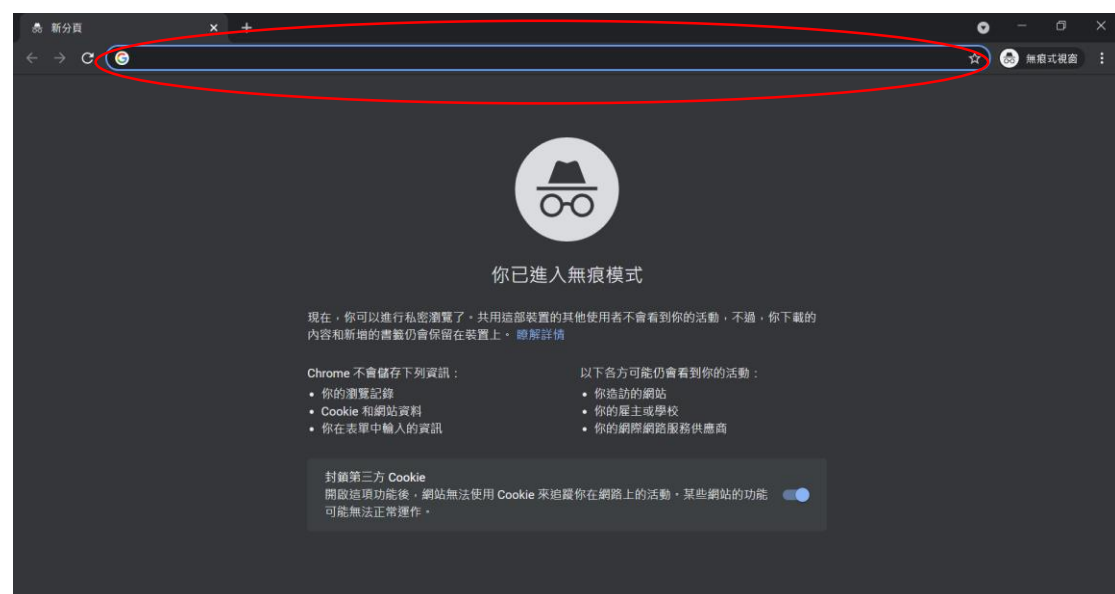 新分頁
無痕式視窗
你已進入無痕模式
現在，你可以進行私密瀏覽了。共用這部裝置的其他使用者不會看到你的活動，不過，你下載的
內容和新增的書籤仍會保留在裝置上。瞭解詳情
Chrome 不會儲存下列資訊：
• 你的瀏覽記錄
• Cookie 和網站資料
• 你在表單中輸入的資訊
以下各方可能仍會看到你的活動：
• 你造訪的網站
• 你的雇主或學校
• 你的網際網路服務供應商
封鎖第三方 Cookie
開啟這項功能後，網站無法使用 Cookie 來追蹤你在網路上的活動。某些網站的功能
可能無法正常運作。